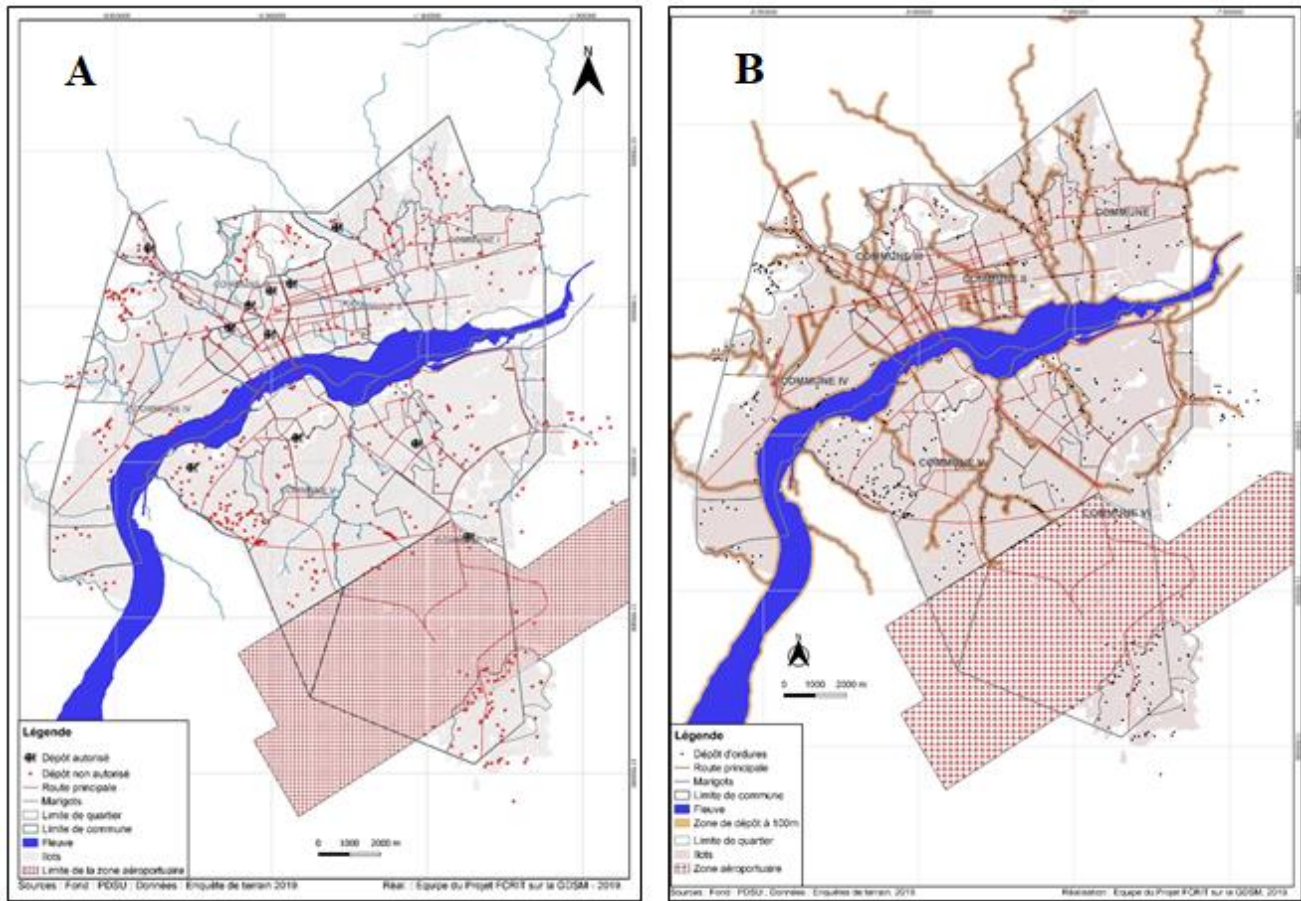 A
N
COMMUNE I
COMMUNE IV
COMMUNE V
Légende
Dépôt autorisé
Dépôt non autorisé
Route principale
Marigots
Limite de quartier
Limite de commune
Fleuve
Ilots
Limite de la zone aéroportuaire
0 1000 2000 m
Sources : Fond : PDSU ; Données : Enquête de terrain 2019.
Réal. : Equipe du Projet FCRIT sur la GDSM - 2019.
B
COMMUNE I
COMMUNE III
COMMUNE II
COMMUNE IV
COMMUNE V
COMMUNE VI
N
0 1000 2000 m
Légende
Dépôt d'ordures
Route principale
Marigots
Limite de commune
Fleuve
Zone de dépôt à 100m
Limite de quartier
Ilots
Zone aéroportuaire
Sources : Fond : PDSU ; Données : Enquêtes de terrain, 2019
Réalisation : Equipe du Projet FCRIT sur la GDSM, 2019.